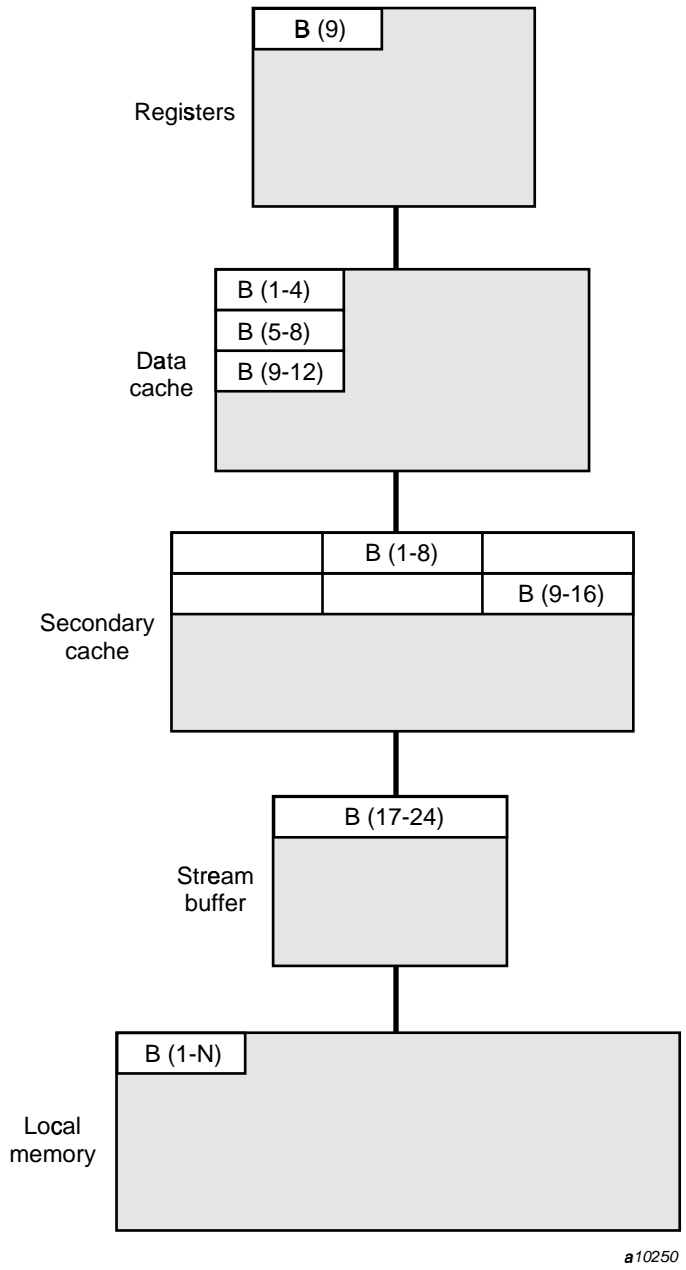 B (9)
Registers
B (1-4)
B (5-8)
B (9-12)
Data
cache
B (1-8)
B (9-16)
Secondary
cache
B (17-24)
Stream
buffer
B (1-N)
Local
memory
a10250